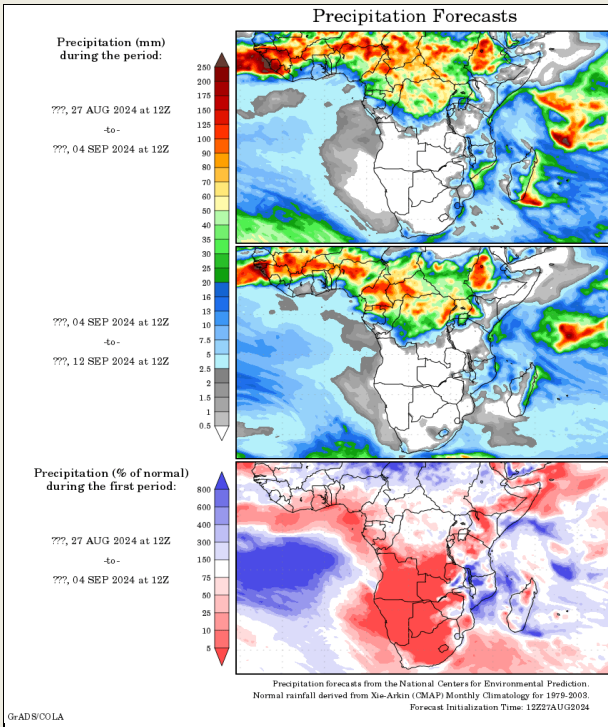 Precipitation Forecasts
Precipitation (mm)
during the period:
???, 27 AUG 2024 at 12Z
-to-
???, 04 SEP 2024 at 12Z
250
200
175
150
125
100
90
80
70
60
50
40
35
30
25
20
16
13
10
7.5
5
2.5
2
1.5
1
0.5
???, 04 SEP 2024 at 12Z
-to-
???, 12 SEP 2024 at 12Z
Precipitation (% of normal)
during the first period:
???, 27 AUG 2024 at 12Z
-to-
???, 04 SEP 2024 at 12Z
800
600
400
300
150
75
50
25
10
5
Precipitation forecasts from the National Centers for Environmental Prediction.
Normal rainfall derived from Xie-Arkin (CMAP) Monthly Climatology for 1979-2003.
Forecast Initialization Time: 12Z27AUG2024
GrADS/COLA